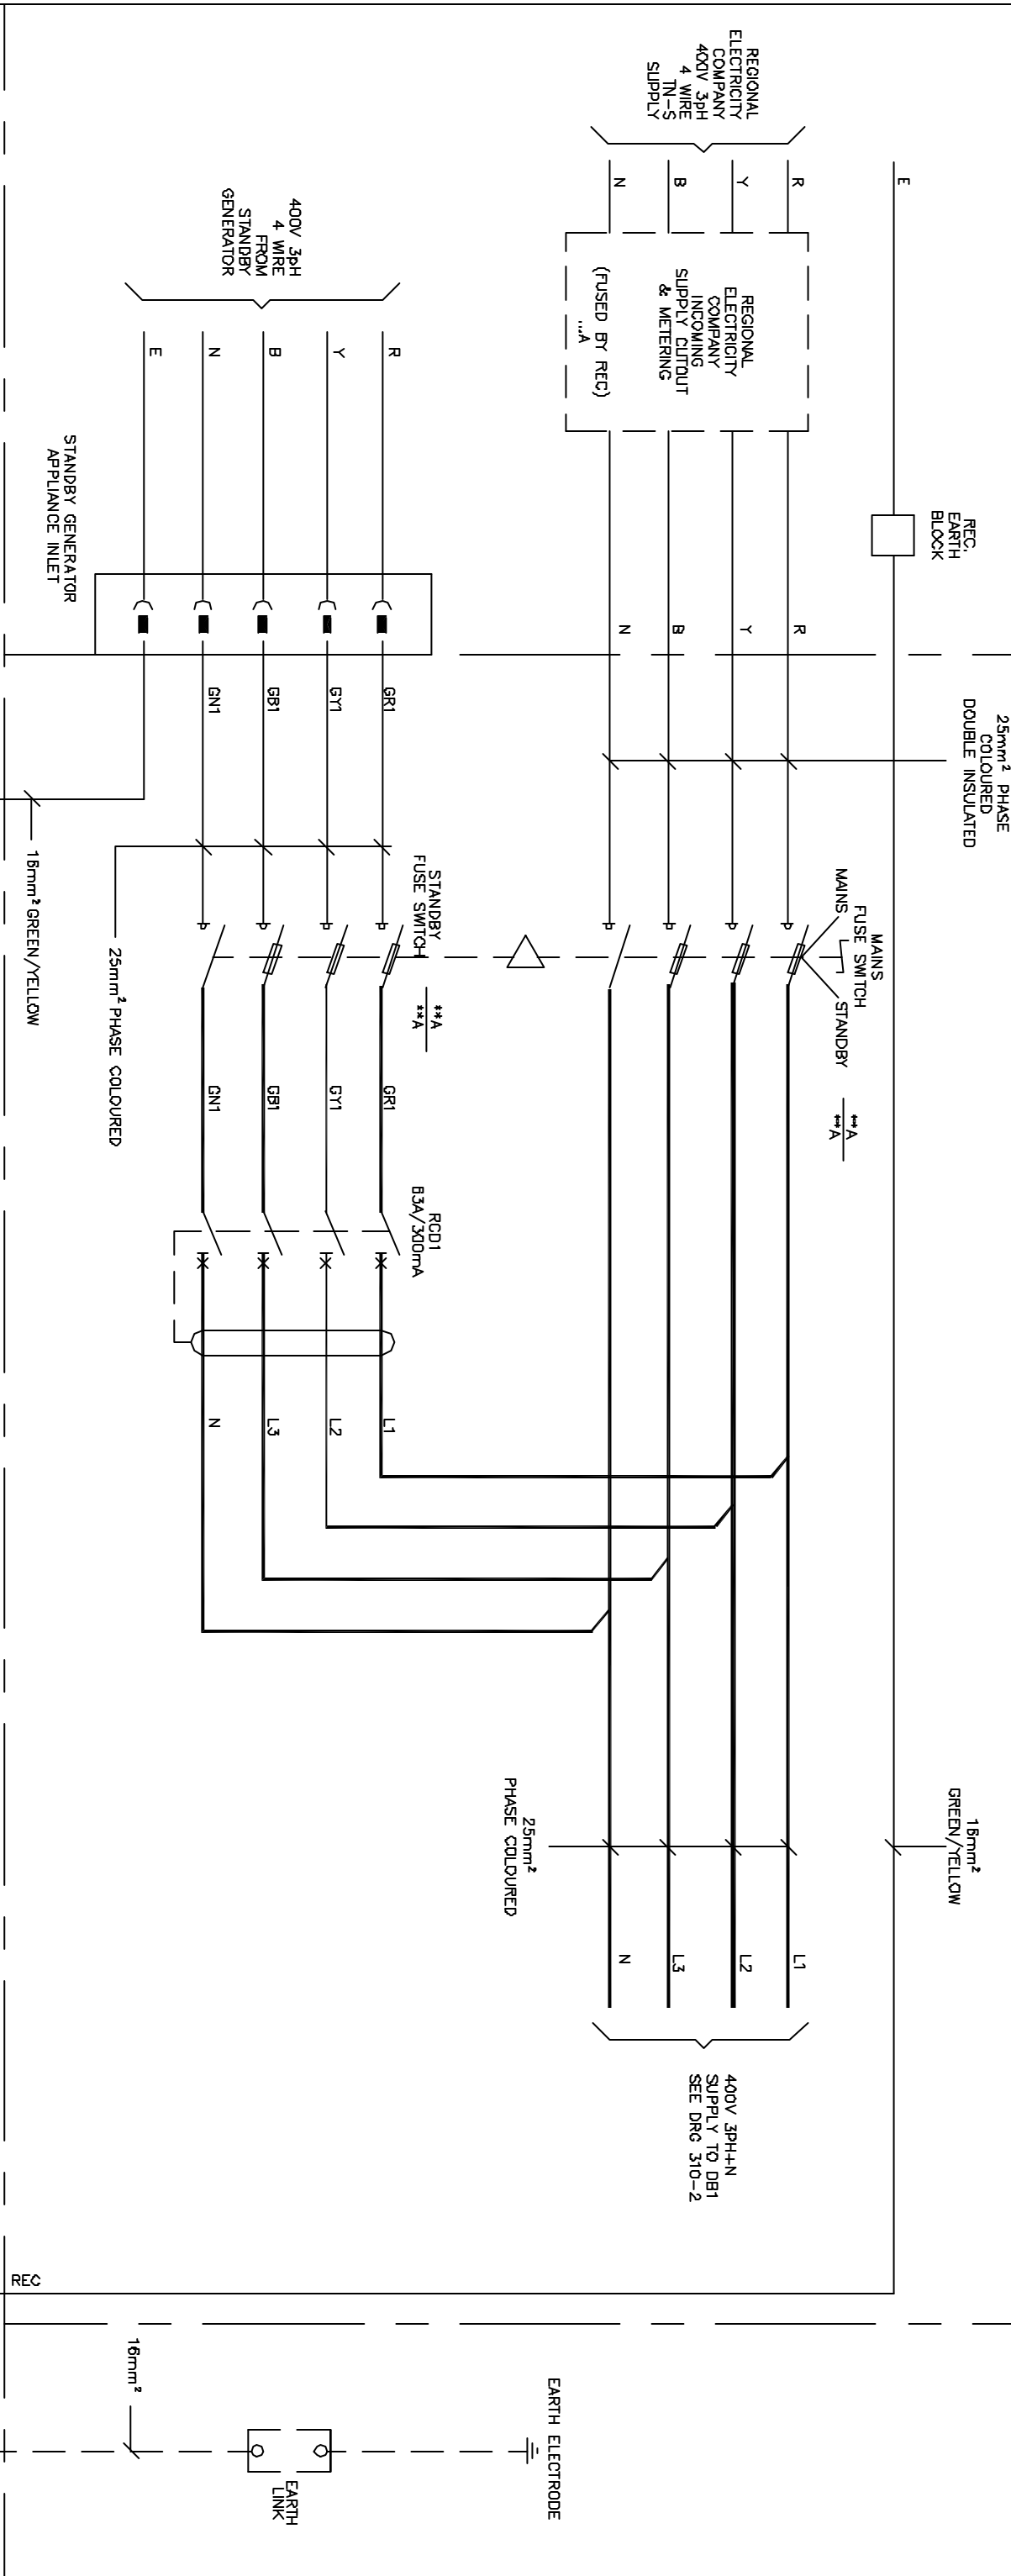 REGIONAL
ELECTRICITY
COMPANY
400V 3pH
4 WIRE
TN-S
SUPPLY
E
R
Y
B
N
REGIONAL
ELECTRICITY
COMPANY
INCOMING
SUPPLY CUTOUT
& METERING
(FUSED BY REC)
...A
REC.
EARTH
BLOCK
R
Y
B
N
25mm² PHASE
COLOURED
DOUBLE INSULATED
MAINS
FUSE SWITCH
MAINS
STANDBY
**A
**A
16mm²
GREEN/YELLOW
25mm²
PHASE COLOURED
L1
L2
L3
N
400V 3PH+N
SUPPLY TO DB1
SEE DRG 310-2
400V 3pH
4 WIRE
FROM
STANDBY
GENERATOR
R
Y
B
N
E
STANDBY GENERATOR
APPLIANCE INLET
GR1
GY1
GB1
GN1
16mm² GREEN/YELLOW
25mm² PHASE COLOURED
STANDBY
FUSE SWITCH
**A
**A
GR1
GY1
GB1
GN1
RCD1
63A/300mA
L1
L2
L3
N
REC
16mm²
EARTH
LINK
EARTH ELECTRODE